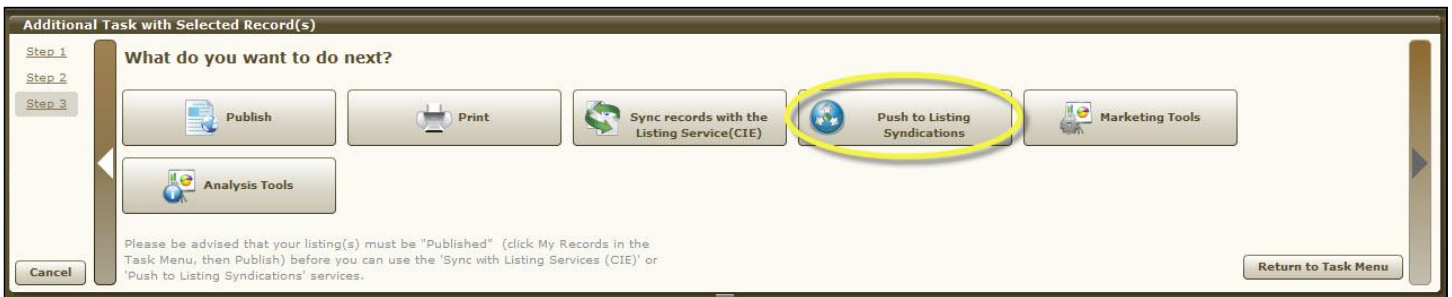 Additional Task with Selected Record(s)
Step 1
Step 2
Step 3
What do you want to do next?
Publish
Print
Sync records with the
Listing Service(CIE)
Push to Listing
Syndications
Marketing Tools
Analysis Tools
Please be advised that your listing(s) must be "Published"  (click My Records in the
Task Menu, then Publish) before you can use the 'Sync with Listing Services (CIE)' or
'Push to Listing Syndications' services.
Cancel
Return to Task Menu